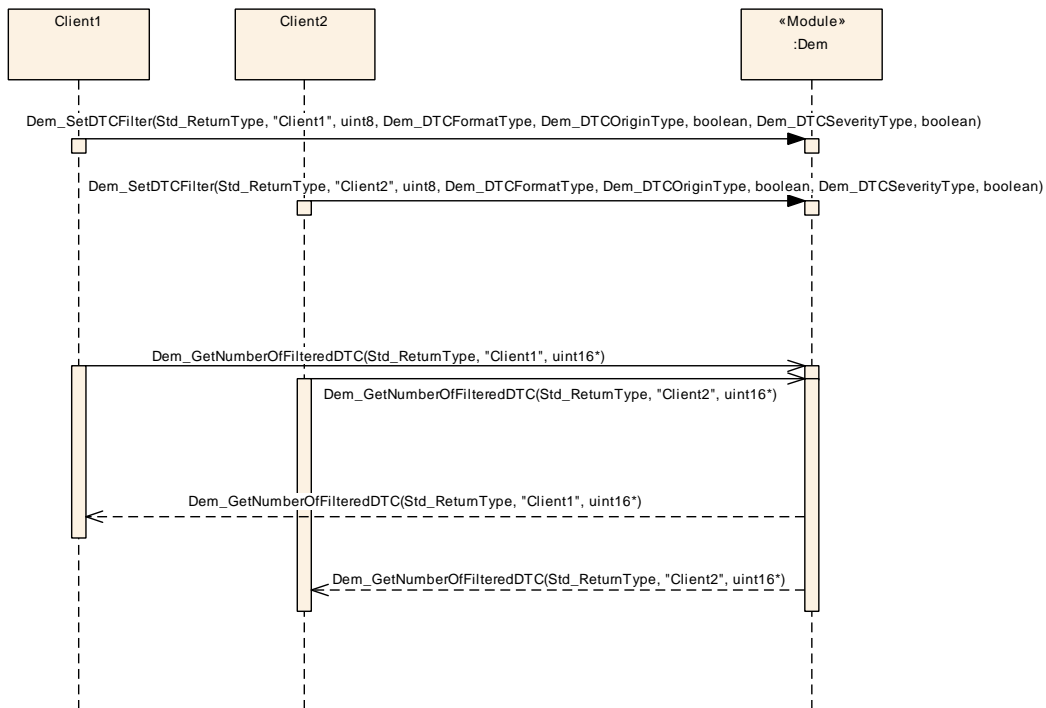 Client1
Client2
«Module»
:Dem
Dem_SetDTCFilter(Std_ReturnType, "Client1", uint8, Dem_DTCFormatType, Dem_DTCOriginType, boolean, Dem_DTCSeverityType, boolean)
Dem_SetDTCFilter(Std_ReturnType, "Client2", uint8, Dem_DTCFormatType, Dem_DTCOriginType, boolean, Dem_DTCSeverityType, boolean)
Dem_GetNumberOfFilteredDTC(Std_ReturnType, "Client1", uint16*)
Dem_GetNumberOfFilteredDTC(Std_ReturnType, "Client2", uint16*)
Dem_GetNumberOfFilteredDTC(Std_ReturnType, "Client1", uint16*)
Dem_GetNumberOfFilteredDTC(Std_ReturnType, "Client2", uint16*)